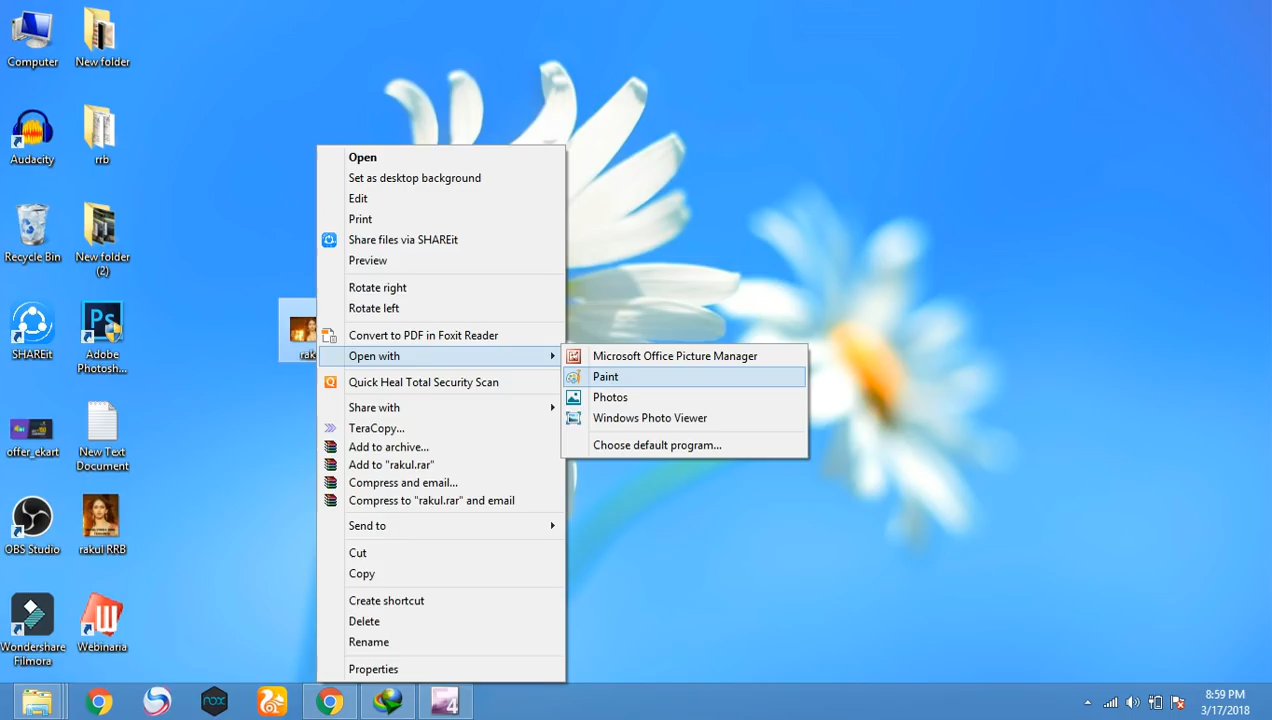 Computer
New folder
Audacity
rrb
Recycle Bin
New folder
(2)
SHAREit
Ps
Adobe
Photosh...
offer_ekart
New Text
Document
OBS Studio
rakul RRB
Wondershare
Filmora
Webinaria
rak
Open
Set as desktop background
Edit
Print
Share files via SHAREit
Preview
Rotate right
Rotate left
Convert to PDF in Foxit Reader
Open with
Quick Heal Total Security Scan
Share with
TeraCopy...
Add to archive...
Add to "rakul.rar"
Compress and email...
Compress to "rakul.rar" and email
Send to
Cut
Copy
Create shortcut
Delete
Rename
Properties
Microsoft Office Picture Manager
Paint
Photos
Windows Photo Viewer
Choose default program...
nox
4
8:59 PM
3/17/2018